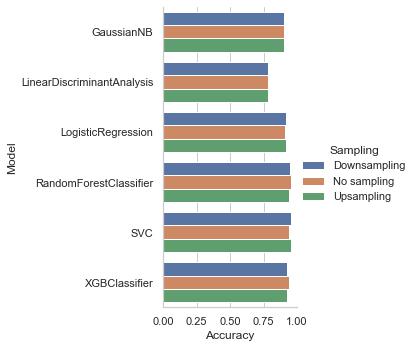 GaussianNB
LinearDiscriminantAnalysis
LogisticRegression
RandomForestClassifier
SVC
XGBClassifier
Model
0.00 0.25 0.50 0.75 1.00
Accuracy
Sampling
Downsampling
No sampling
Upsampling